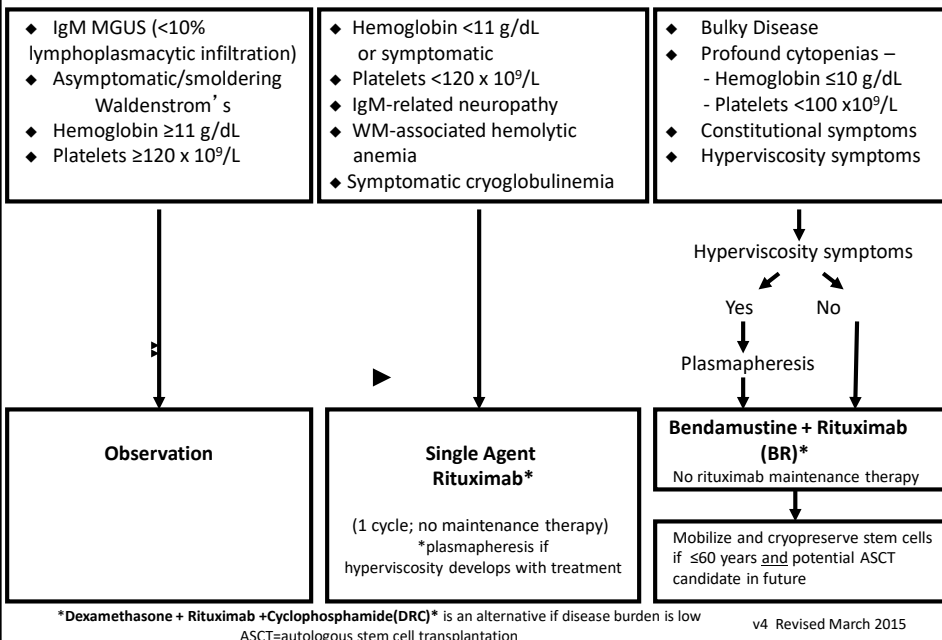 ◆ IgM MGUS (<10%
lymphoplasmacytic infiltration)
◆ Asymptomatic/smoldering
Waldenstrom’s
◆ Hemoglobin ≥11 g/dL
◆ Platelets ≥120 x 10⁹/L
◆ Hemoglobin <11 g/dL
or symptomatic
◆ Platelets <120 x 10⁹/L
◆ IgM-related neuropathy
◆ WM-associated hemolytic
anemia
◆ Symptomatic cryoglobulinemia
◆ Bulky Disease
◆ Profound cytopenias –
- Hemoglobin ≤10 g/dL
- Platelets <100 x10⁹/L
◆ Constitutional symptoms
◆ Hyperviscosity symptoms
Hyperviscosity symptoms
Yes No
Plasmapheresis
Observation
Single Agent
Rituximab*
(1 cycle; no maintenance therapy)
*plasmapheresis if
hyperviscosity develops with treatment
Bendamustine + Rituximab
(BR)*
No rituximab maintenance therapy
Mobilize and cryopreserve stem cells
if ≤60 years and potential ASCT
candidate in future
*Dexamethasone + Rituximab +Cyclophosphamide(DRC)* is an alternative if disease burden is low
ASCT=autologous stem cell transplantation
v4 Revised March 2015